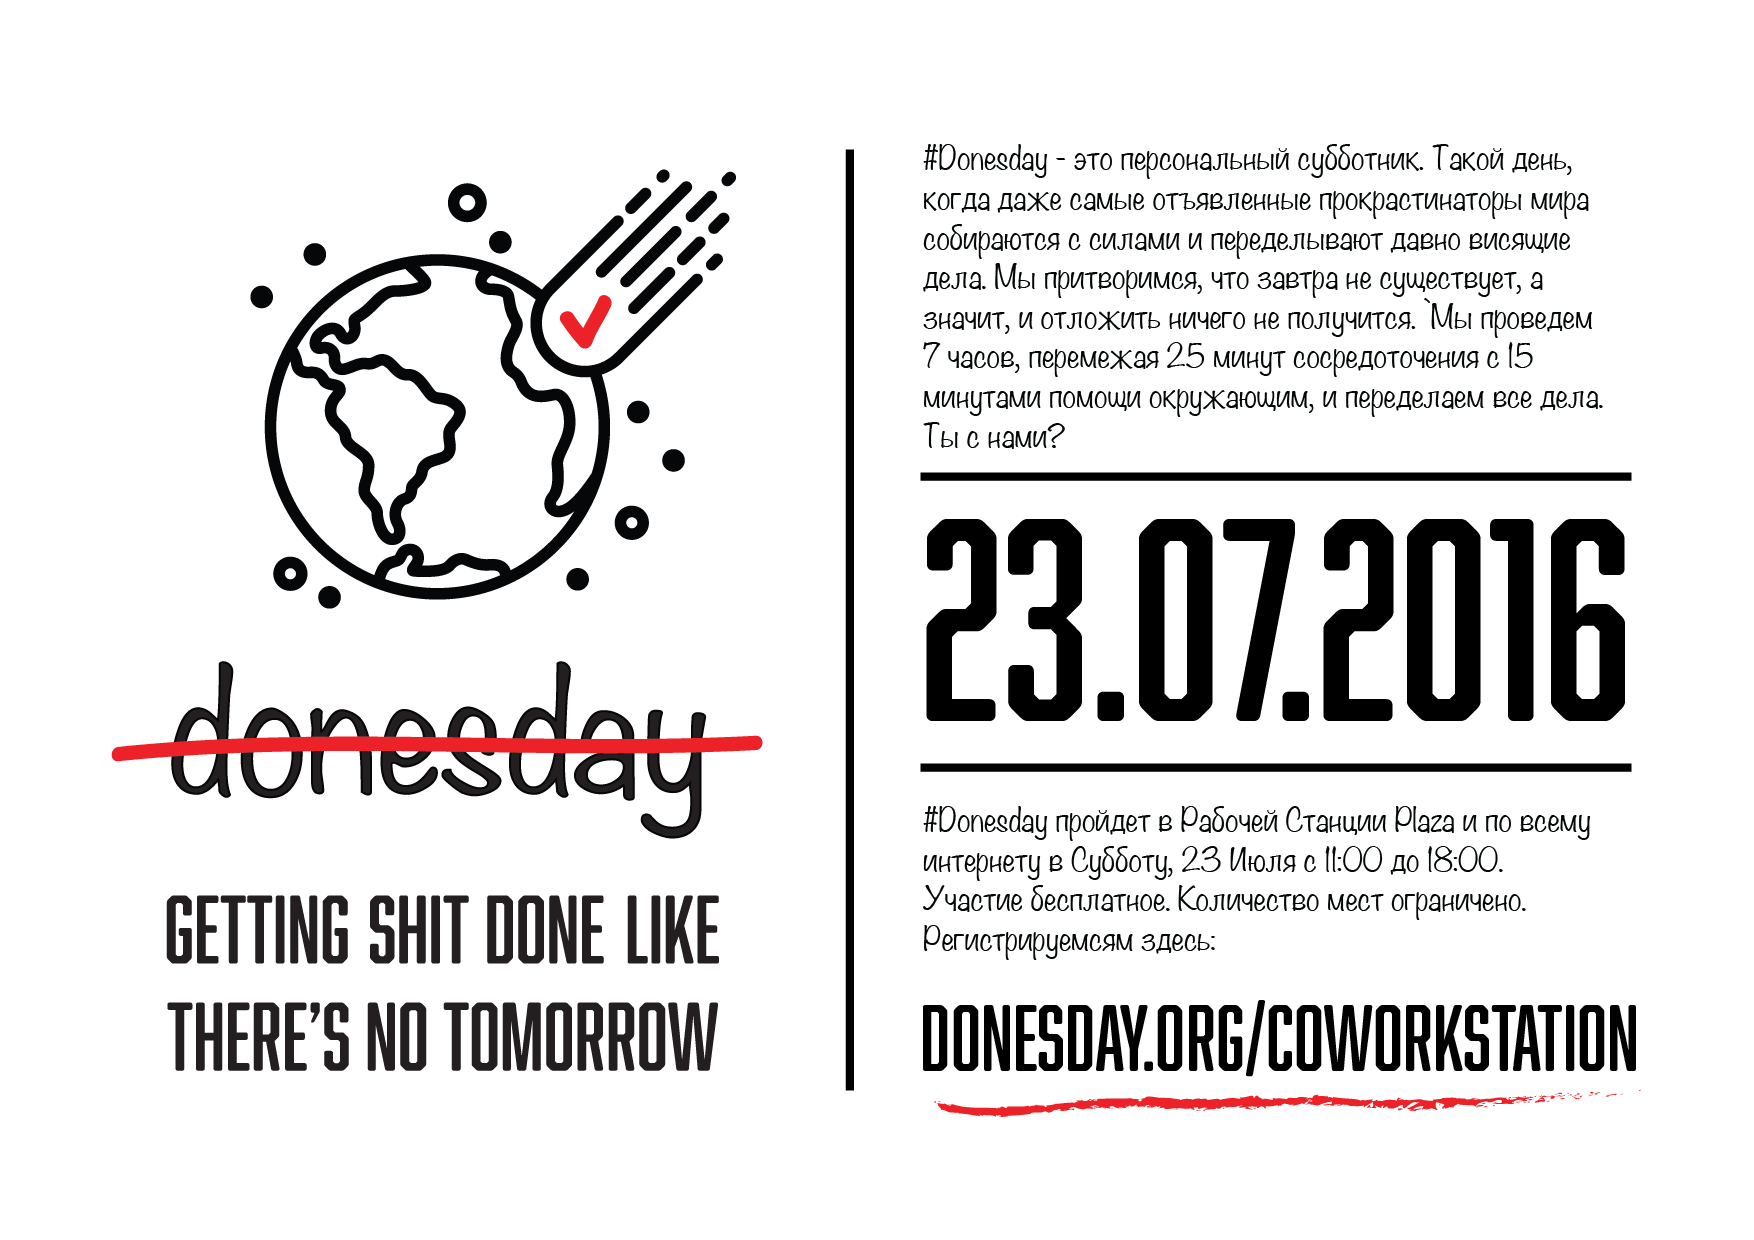 donesday
GETTING SHIT DONE LIKE
THERE'S NO TOMORROW
#Donesday - это персональный субботник. Такой день,
когда даже самые отъявленные прокрастинаторы мира
собираются с силами и переделывают давно висящие
дела. Мы притворимся, что завтра не существует, а
значит, и отложить ничего не получится. `Мы проведем
7 часов, перемежая 25 минут сосредоточения с 15
минутами помощи окружающим, и переделаем все дела.
Ты с нами?
23.07.2016
#Donesday пройдет в Рабочей Станции Plaza и по всему
интернету в Субботу, 23 Июля с 11:00 до 18:00.
Участие бесплатное. Количество мест ограничено.
Регистрируемсям здесь:
DONESDAY.ORG/COWORKSTATION